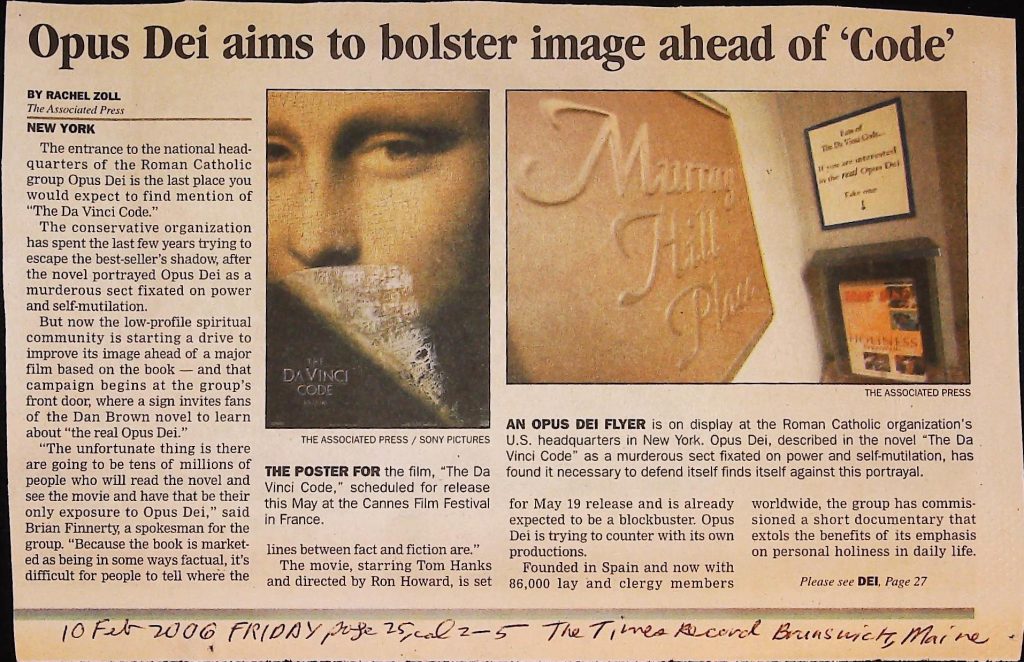 Opus Dei aims to bolster image ahead of ‘Code’
BY RACHEL ZOLL
The Associated Press
NEW YORK
The entrance to the national head-
quarters of the Roman Catholic
group Opus Dei is the last place you
would expect to find mention of
“The Da Vinci Code.”
The conservative organization
has spent the last few years trying to
escape the best-seller’s shadow, after
the novel portrayed Opus Dei as a
murderous sect fixated on power
and self-mutilation.
But now the low-profile spiritual
community is starting a drive to
improve its image ahead of a major
film based on the book — and that
campaign begins at the group’s
front door, where a sign invites fans
of the Dan Brown novel to learn
about “the real Opus Dei.”
“The unfortunate thing is there
are going to be tens of millions of
people who will read the novel and
see the movie and have that be their
only exposure to Opus Dei,” said
Brian Finnerty, a spokesman for the
group. “Because the book is market-
ed as being in some ways factual, it’s
difficult for people to tell where the
THE
DA VINCI
CODE
THE ASSOCIATED PRESS / SONY PICTURES
THE POSTER FOR the film, “The Da
Vinci Code,” scheduled for release
this May at the Cannes Film Festival
in France.
lines between fact and fiction are.”
The movie, starring Tom Hanks
and directed by Ron Howard, is set
Murray
Hill
Place
Fans of
The Da Vinci Code...
If you are interested
in the real Opus Dei
Take one
HOLINESS
THE ASSOCIATED PRESS
AN OPUS DEI FLYER is on display at the Roman Catholic organization’s
U.S. headquarters in New York. Opus Dei, described in the novel “The Da
Vinci Code” as a murderous sect fixated on power and self-mutilation, has
found it necessary to defend itself finds itself against this portrayal.
for May 19 release and is already
expected to be a blockbuster. Opus
Dei is trying to counter with its own
productions.
Founded in Spain and now with
86,000 lay and clergy members
worldwide, the group has commis-
sioned a short documentary that
extols the benefits of its emphasis
on personal holiness in daily life.
Please see DEI, Page 27
10 Feb 2006 FRIDAY, page 25, col 2-5 The Times Record Brunswick, Maine